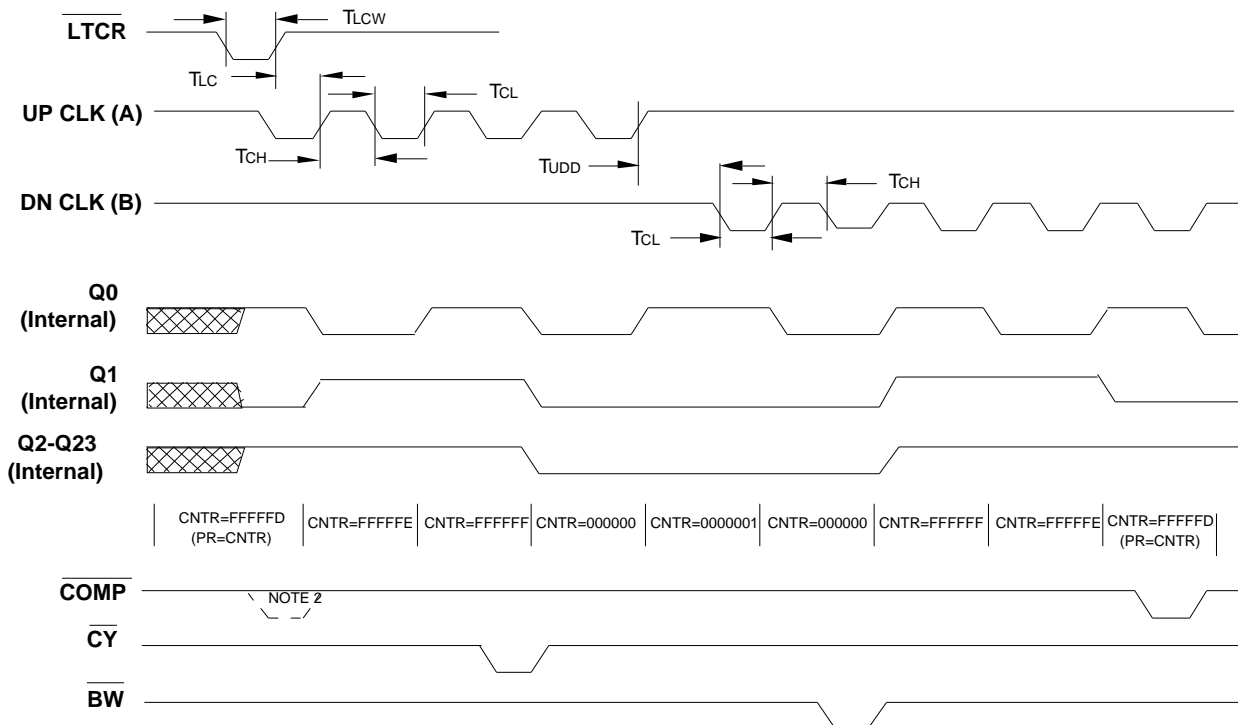 LTCR
TLCW
TLC
UP CLK (A)
TCL
TCH
TUDD
DN CLK (B)
TCH
TCL
Q0
(Internal)
Q1
(Internal)
Q2-Q23
(Internal)
CNTR=FFFFFD
(PR=CNTR)
CNTR=FFFFFE
CNTR=FFFFFF
CNTR=000000
CNTR=0000001
CNTR=000000
CNTR=FFFFFF
CNTR=FFFFFE
CNTR=FFFFFD
(PR=CNTR)
COMP
NOTE 2
CY
BW